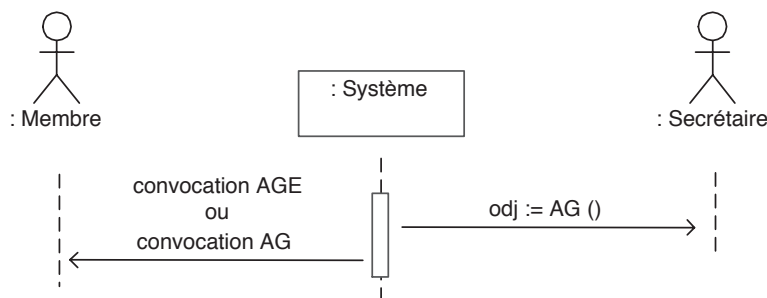 : Système
: Membre
: Secrétaire
convocation AGE
ou
convocation AG
odj := AG ()